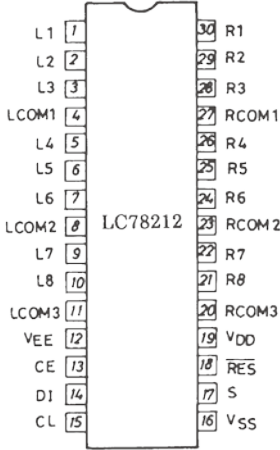 L1 1 30 R1
L2 2 29 R2
L3 3 28 R3
LCOM1 4 27 RCOM1
L4 5 26 R4
L5 6 25 R5
L6 7 24 R6
LCOM2 8 LC78212 23 RCOM2
L7 9 22 R7
L8 10 21 R8
LCOM3 11 20 RCOM3
VEE 12 19 VDD
CE 13 18 R̅E̅S̅
DI 14 17 S
CL 15 16 VSS